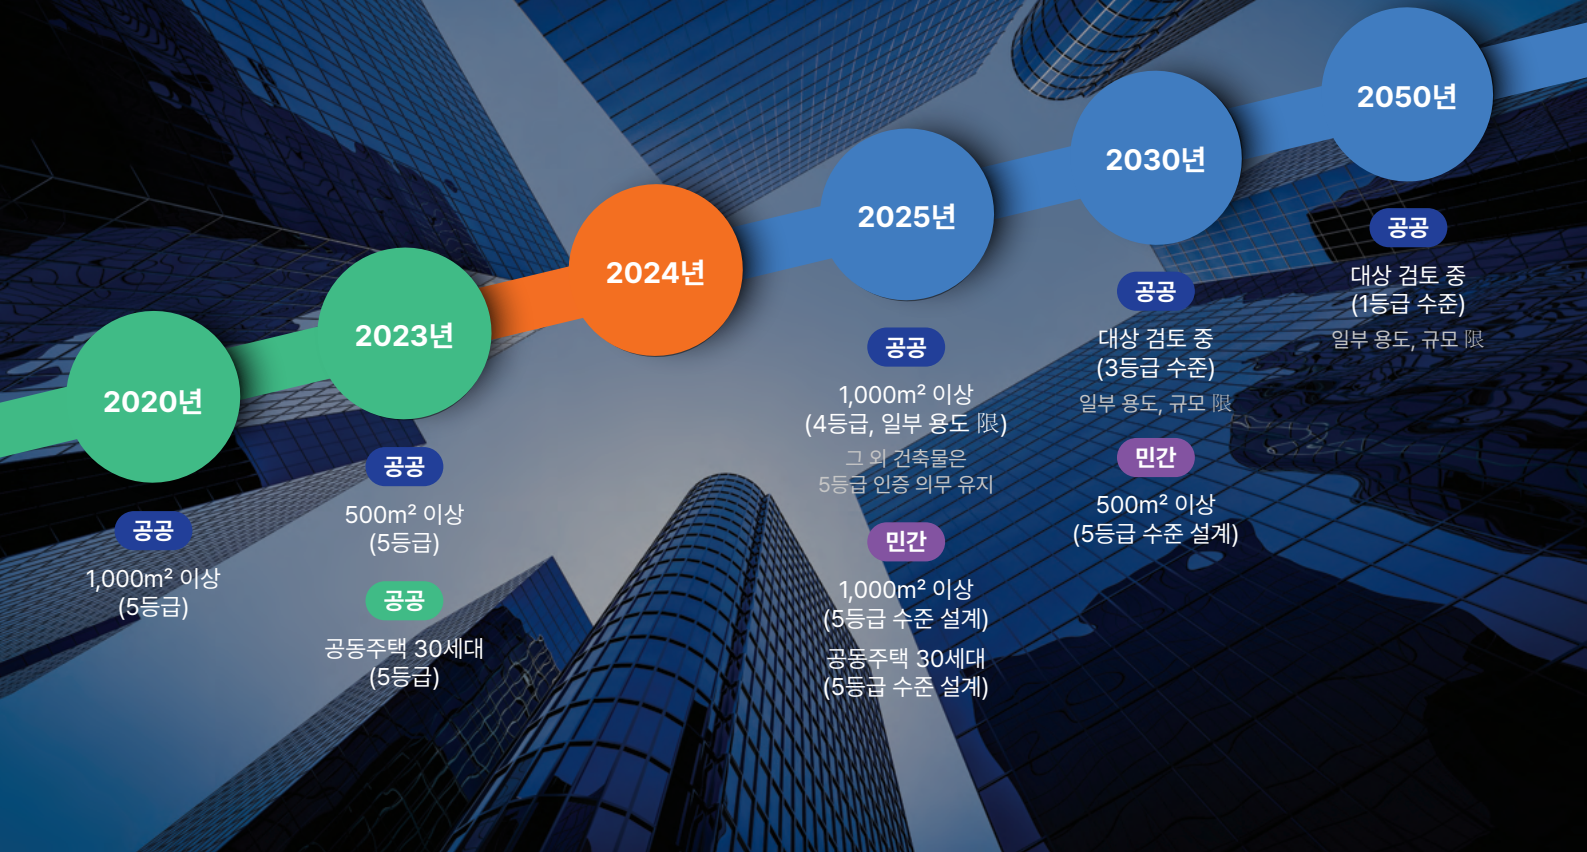 2020년
공공
1,000m² 이상
(5등급)
2023년
공공
500m² 이상
(5등급)
공공
공동주택 30세대
(5등급)
2024년
2025년
공공
1,000m² 이상
(4등급, 일부 용도 限)
그 외 건축물은
5등급 인증 의무 유지
민간
1,000m² 이상
(5등급 수준 설계)
공동주택 30세대
(5등급 수준 설계)
2030년
공공
대상 검토 중
(3등급 수준)
일부 용도, 규모 限
민간
500m² 이상
(5등급 수준 설계)
2050년
공공
대상 검토 중
(1등급 수준)
일부 용도, 규모 限